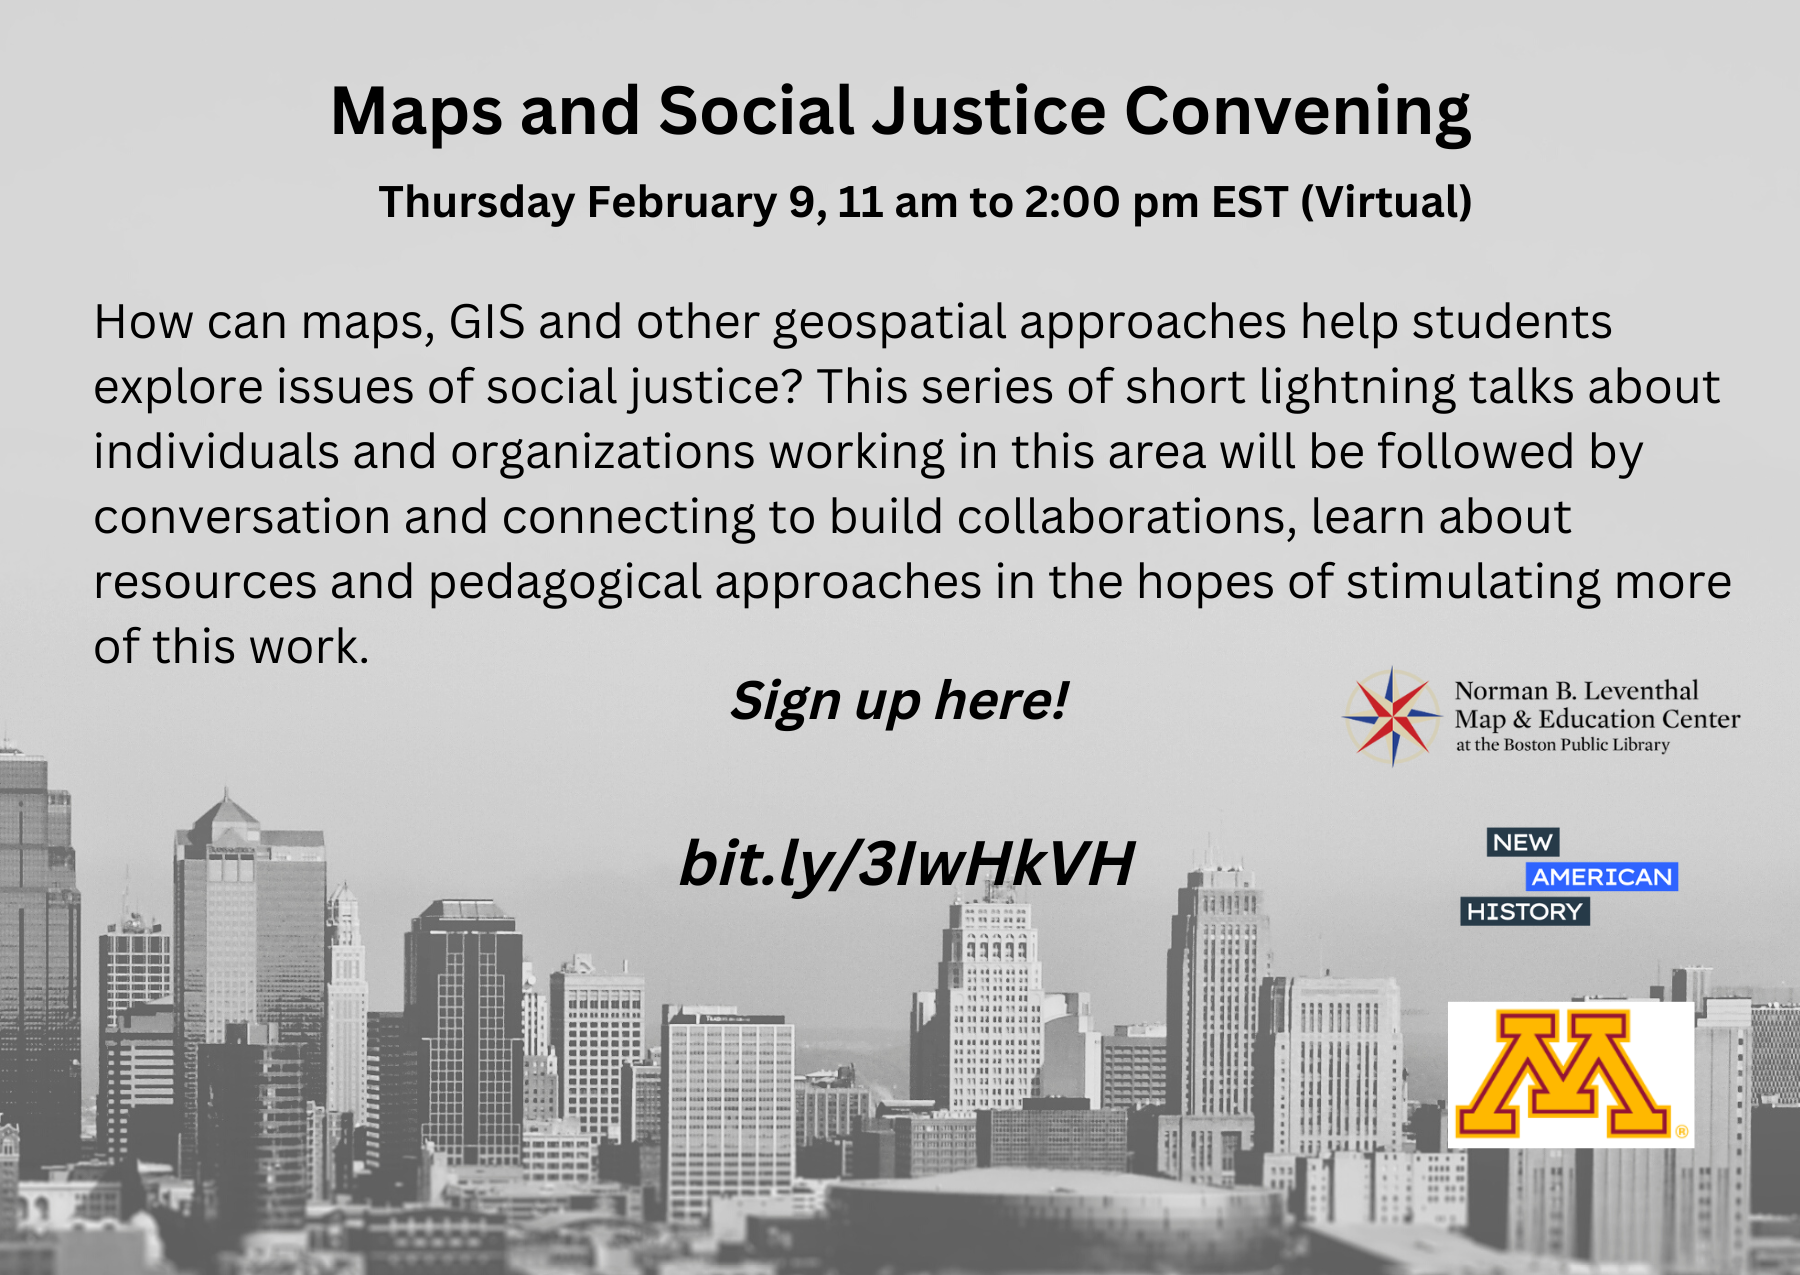 Maps and Social Justice Convening
Thursday February 9, 11 am to 2:00 pm EST (Virtual)
How can maps, GIS and other geospatial approaches help students
explore issues of social justice? This series of short lightning talks about
individuals and organizations working in this area will be followed by
conversation and connecting to build collaborations, learn about
resources and pedagogical approaches in the hopes of stimulating more
of this work.
Sign up here!
bit.ly/3IwHkVH
Norman B. Leventhal
Map & Education Center
at the Boston Public Library
NEW
AMERICAN
HISTORY
M
®